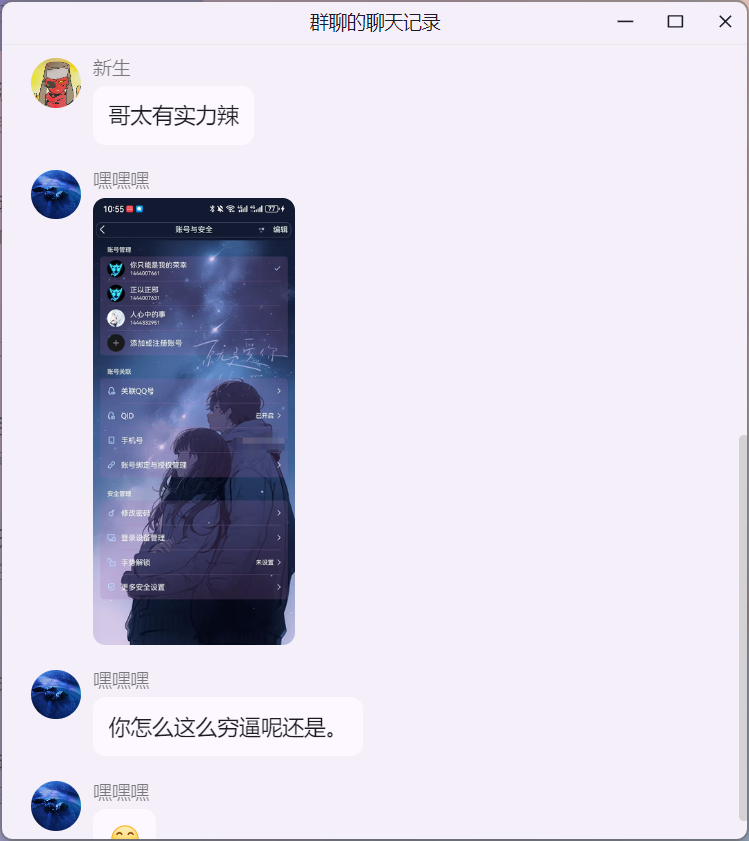 群聊的聊天记录
新生
哥太有实力辣
嘿嘿嘿
10:55
77
账号与安全
编辑
账号管理
你只能是我的荣幸
1444007661
正以正邪
1444007631
人心中的事
1444332951
添加或注册账号
账号关联
关联QQ号
QID
已开启
手机号
账号绑定与授权管理
安全管理
修改密码
登录设备管理
手势解锁
未设置
更多安全设置
嘿嘿嘿
你怎么这么穷逼呢还是。
嘿嘿嘿